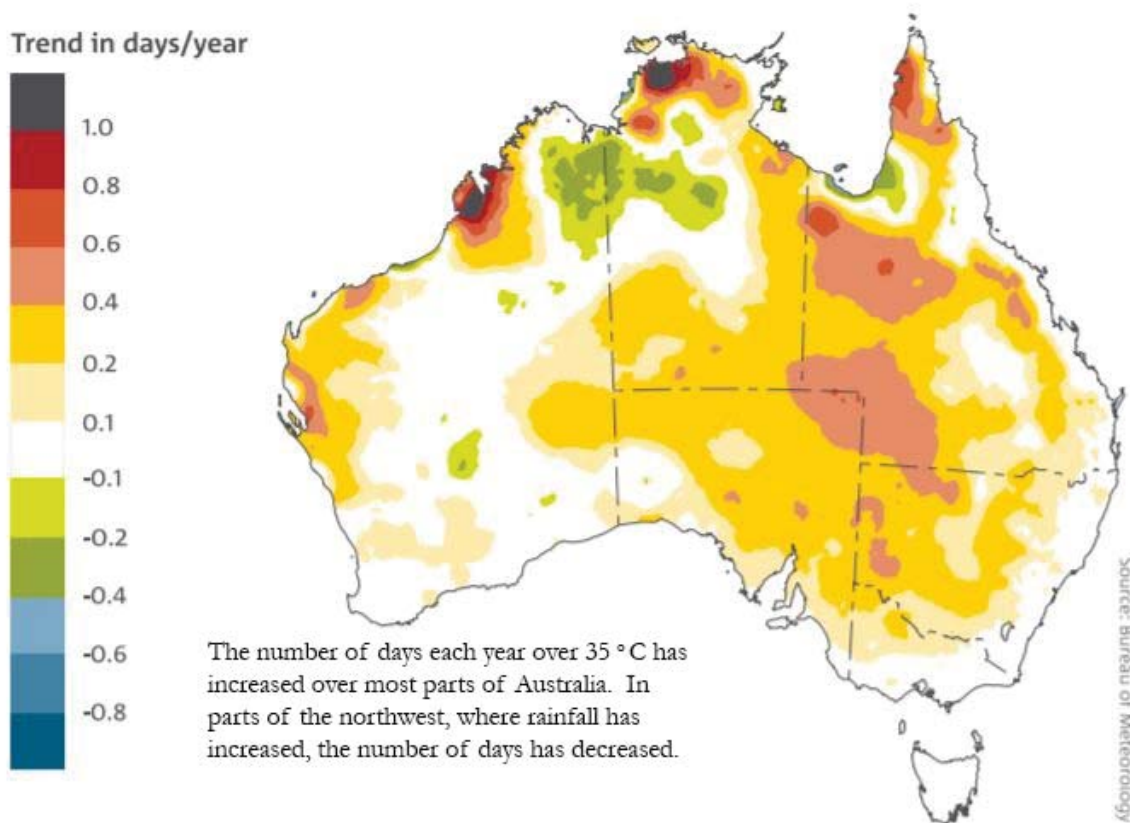 Trend in days/year
1.0
0.8
0.6
0.4
0.2
0.1
-0.1
-0.2
-0.4
-0.6
-0.8
The number of days each year over 35 °C has
increased over most parts of Australia. In
parts of the northwest, where rainfall has
increased, the number of days has decreased.
Source: Bureau of Meteorology